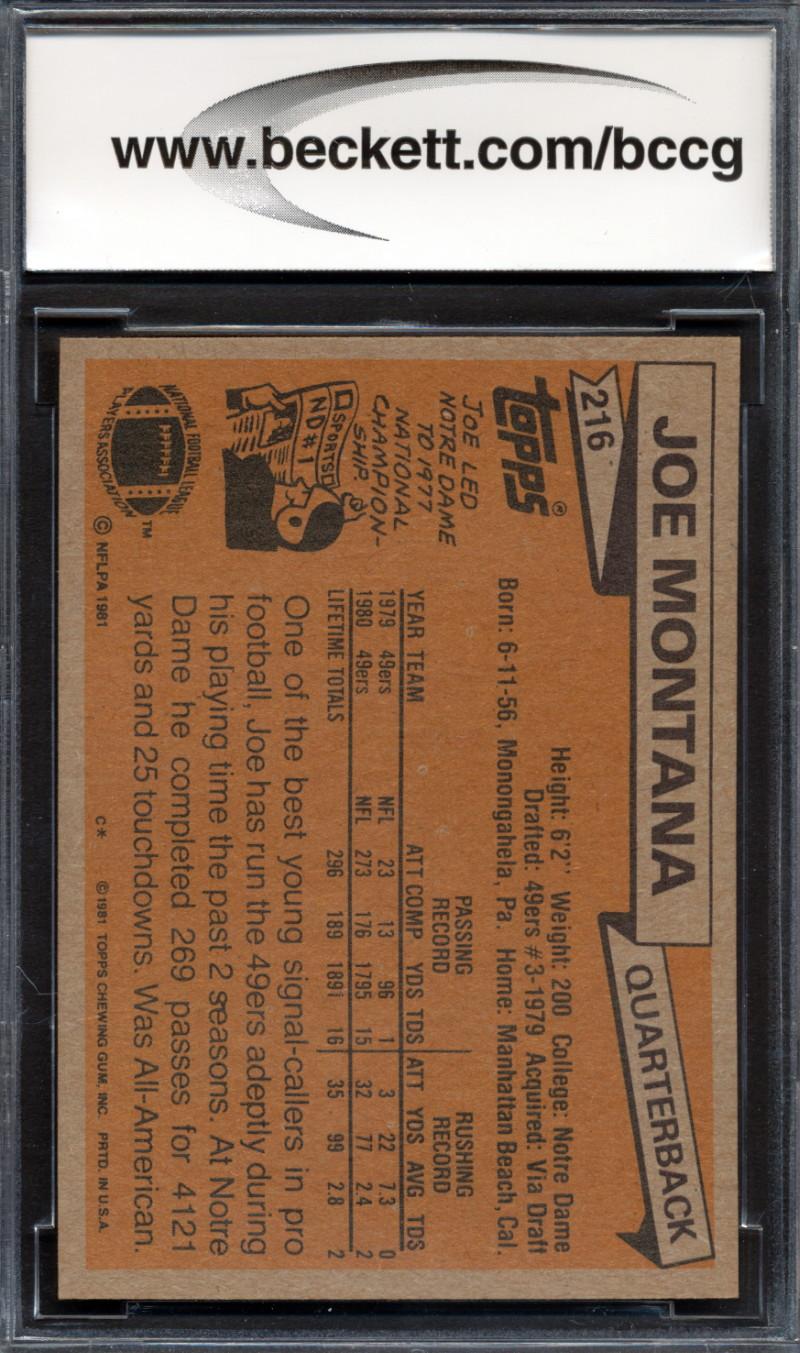 www.beckett.com/bccg
JOE MONTANA
QUARTERBACK
216
topps®
Height: 6'2'' Weight: 200 College: Notre Dame
Drafted: 49ers #3-1979 Acquired: Via Draft
Born: 6-11-56, Monongahela, Pa. Home: Manhattan Beach, Cal.
JOE LED
NOTRE DAME
TO 1977
NATIONAL
CHAMPION-
SHIP.
SPORTS
ND #1
PASSING RUSHING
RECORD RECORD
YEAR TEAM ATT COMP YDS TDS ATT YDS AVG TDS
1979 49ers NFL 23 13 96 1 3 22 7.3 0
1980 49ers NFL 273 176 1795 15 32 77 2.4 2
LIFETIME TOTALS 296 189 1891 16 35 99 2.8 2
One of the best young signal-callers in pro
football, Joe has run the 49ers adeptly during
his playing time the past 2 seasons. At Notre
Dame he completed 269 passes for 4121
yards and 25 touchdowns. Was All-American.
NATIONAL FOOTBALL LEAGUE
PLAYERS ASSOCIATION
TM
© NFLPA 1981
C* ©1981 TOPPS CHEWING GUM, INC. PRTD. IN U.S.A.